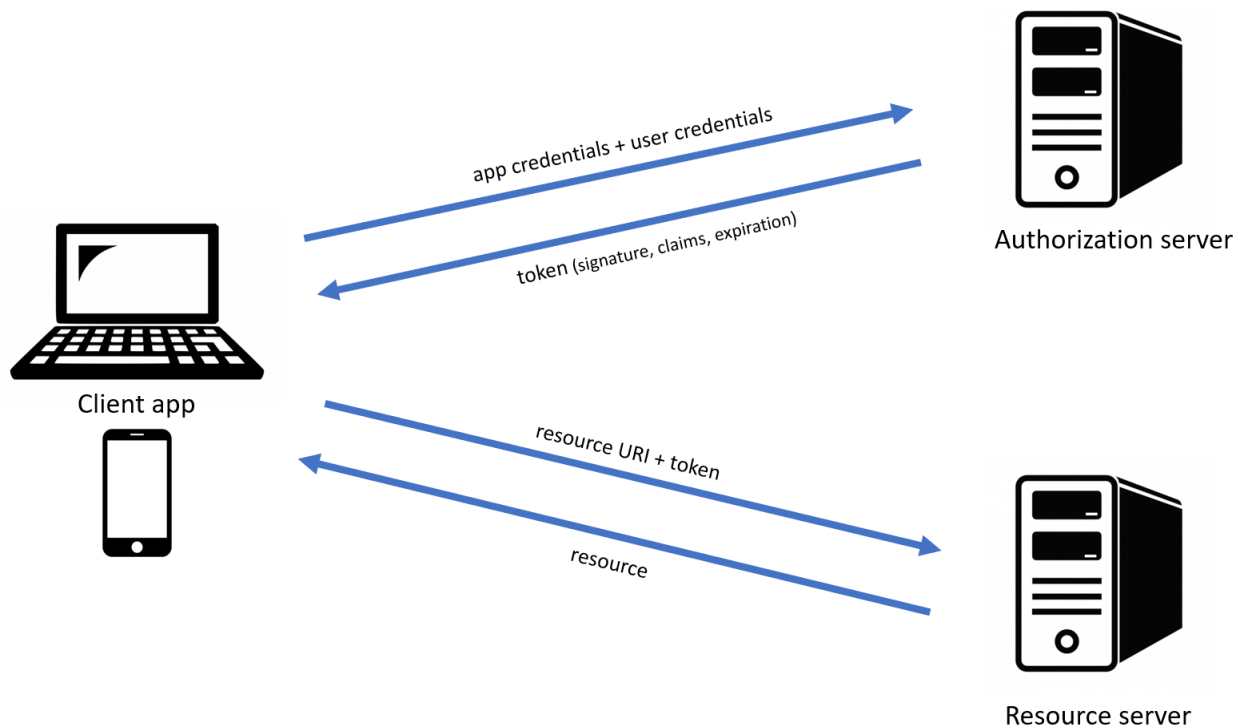 app credentials + user credentials
Authorization server
token (signature, claims, expiration)
Client app
resource URI + token
resource
Resource server